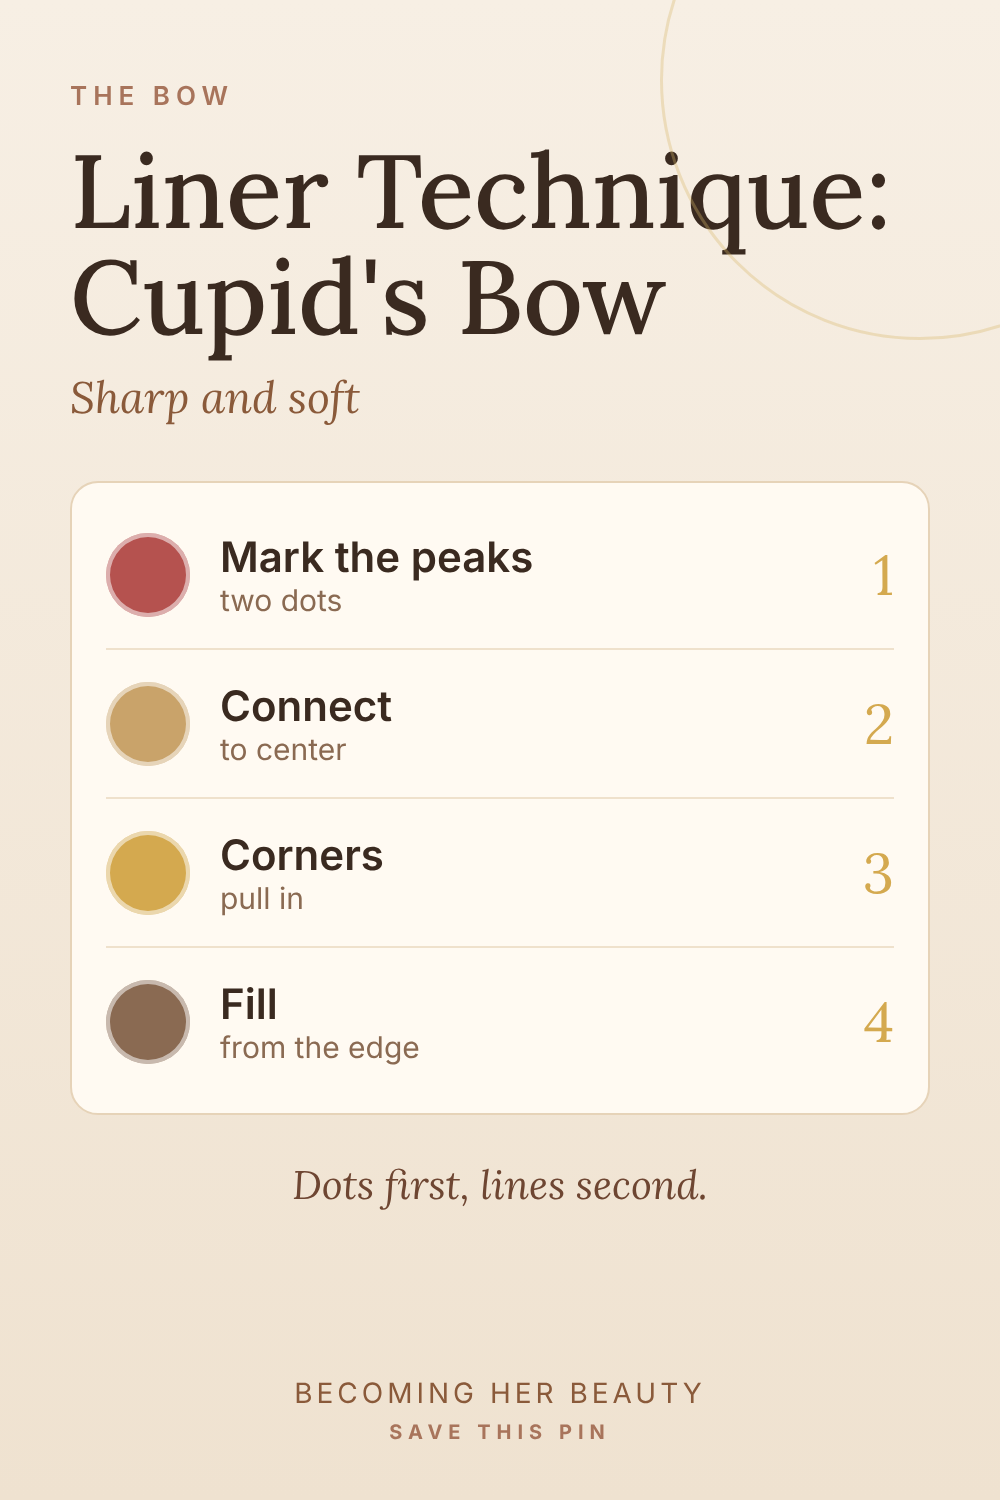 THE BOW
Liner Technique:
Cupid's Bow
Sharp and soft
Mark the peaks
two dots
1
Connect
to center
2
Corners
pull in
3
Fill
from the edge
4
Dots first, lines second.
BECOMING HER BEAUTY
SAVE THIS PIN